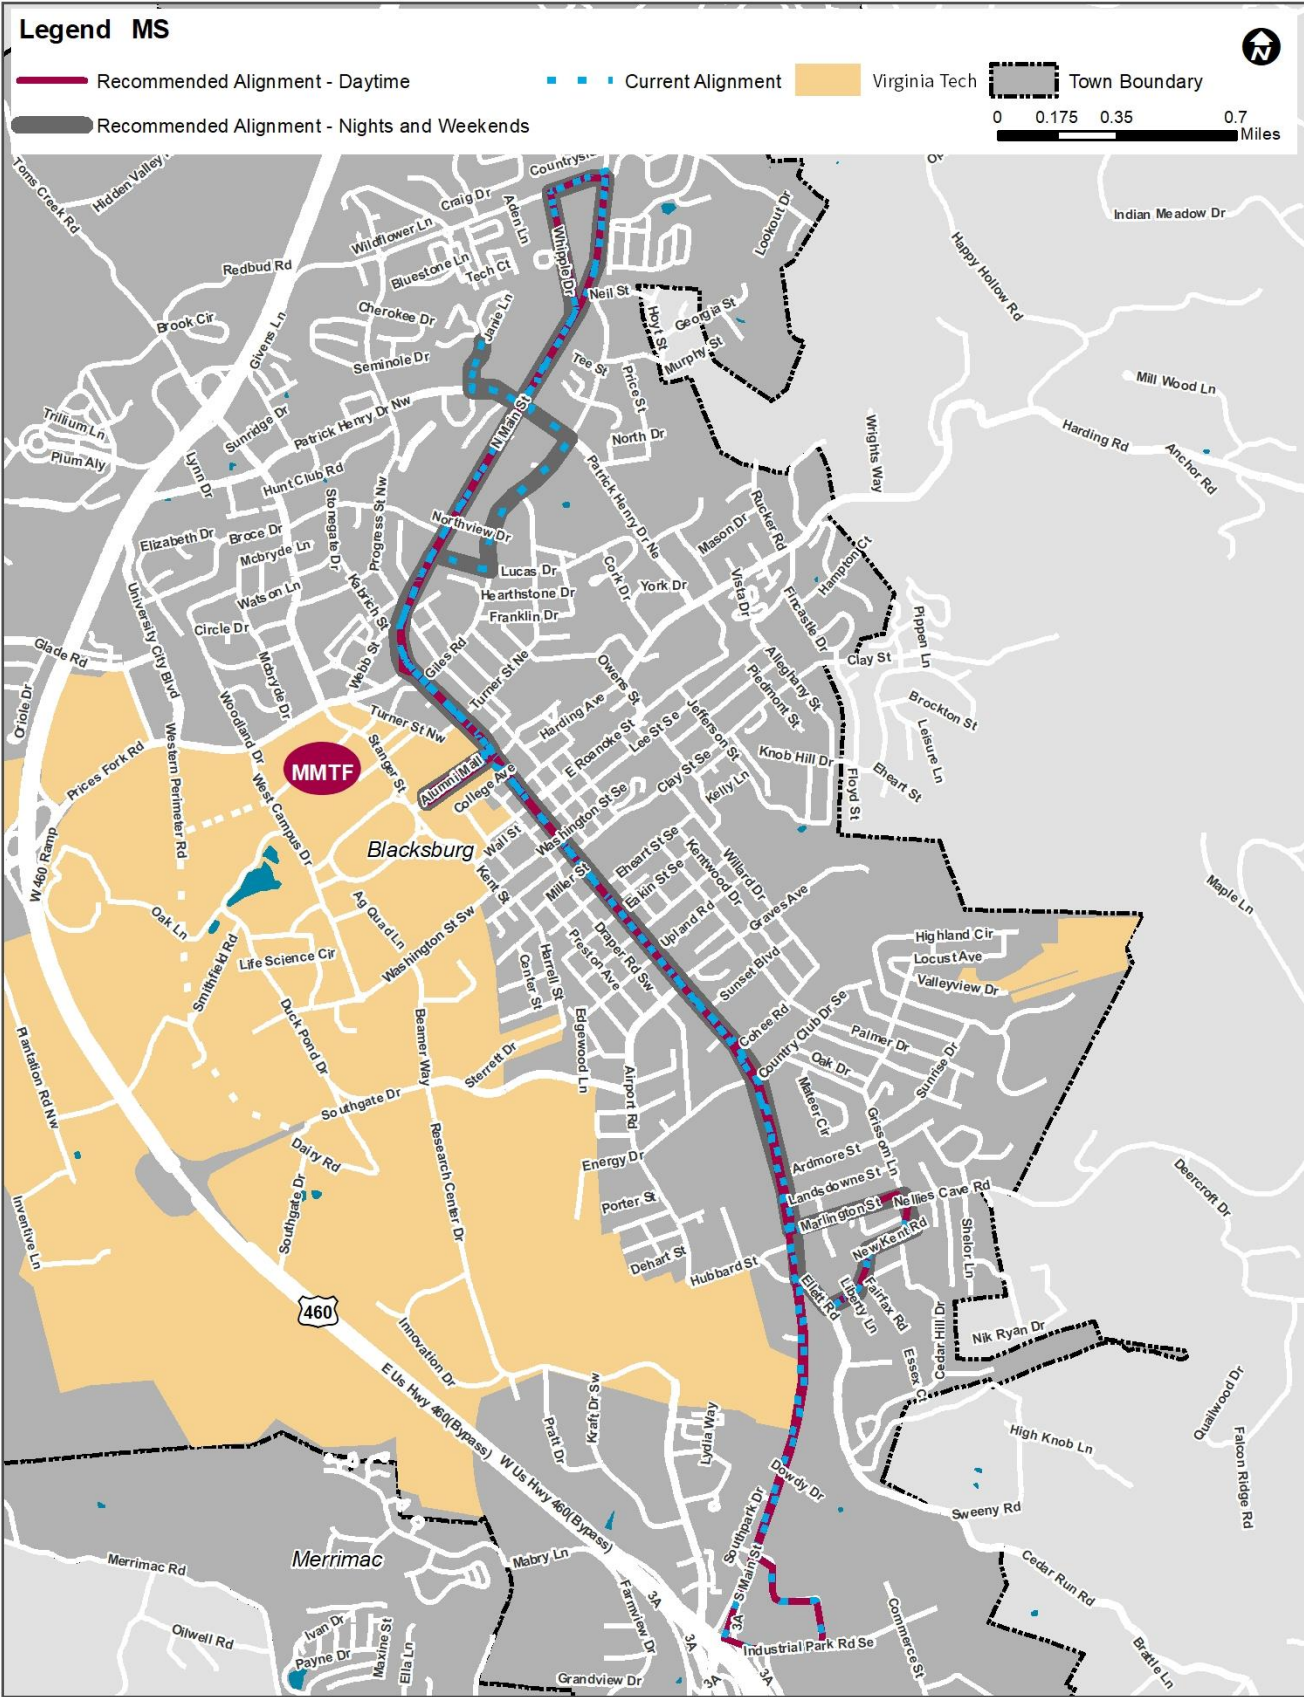 Legend MS
Recommended Alignment - Daytime
Current Alignment
Virginia Tech
Town Boundary
Recommended Alignment - Nights and Weekends
N
0 0.175 0.35 0.7
Miles
Toms Creek Rd
Hidden Valley
Craig Dr
Aden Ln
Lookout Dr
Indian Meadow Dr
Happy Hollow Rd
Wildflower Ln
Bluestone Ln
Tech Ct
Whipple Dr
Redbud Rd
Neil St
Hoyt St
Georgia St
Murphy St
Brook Cir
Givens Ln
Cherokee Dr
Janie Ln
Seminole Dr
Tee St
Price St
Mill Wood Ln
Trillium Ln
Plum Aly
Sunridge Dr
Patrick Henry Dr Nw
N Main St
North Dr
Wrights Way
Harding Rd
Anchor Rd
Lynn Dr
Hunt Club Rd
Stonegate Dr
Progress St Nw
Northview Dr
Patrick Henry Dr Ne
Rucker Rd
Mason Dr
Elizabeth Dr
Broce Dr
Mcbryde Ln
Watson Ln
Kabrich St
Lucas Dr
Hearthstone Dr
Franklin Dr
Cork Dr
York Dr
Vista Dr
Fincastle Dr
Hampton Ct
University City Blvd
Circle Dr
Mcbryde Dr
Webb St
Giles Rd
Turner St Ne
Owens St
Alleghany St
Piedmont St
Clay St
Pippen Ln
Brockton St
Leisure Ln
Glade Rd
Oriole Dr
Woodland Dr
Western Perimeter Rd
Prices Fork Rd
Turner St Nw
Stanger St
Harding Ave
E Roanoke St
Lee St Se
Jefferson St
Clay St Se
Kelly Ln
Knob Hill Dr
Floyd St
Eheart St
MMTF
Alumni Mall
College Ave
West Campus Dr
Washington St Se
Wall St
Blacksburg
Kent St
Miller St
Eheart St Se
Eakin St Se
Kentwood Dr
Willard Dr
Graves Ave
W 460 Ramp
Oak Ln
Ag Quad Ln
Washington St Sw
Upland Rd
Draper Rd Sw
Preston Ave
Harrell St
Center St
Sunset Blvd
Maple Ln
Highland Cir
Locust Ave
Valleyview Dr
Smithfield Rd
Life Science Cir
Duck Pond Dr
Beamer Way
Edgewood Ln
Airport Rd
Cohee Rd
Country Club Dr Se
Palmer Dr
Oak Dr
Sunrise Dr
Mateer Cir
Grissom Ln
Plantation Rd Nw
Sterrett Dr
Southgate Dr
Dairy Rd
Research Center Dr
Energy Dr
Porter St
Ardmore St
Landsdowne St
Marlington St
Nellies Cave Rd
New Kent Rd
Shelor Ln
Deercroft Dr
Inventive Ln
Southgate Dr
Dehart St
Hubbard St
Ellett Rd
Liberty Ln
Fairfax Rd
Cedar Hill Dr
Nik Ryan Dr
Essex Ct
460
Innovation Dr
E Us Hwy 460(Bypass)
W Us Hwy 460(Bypass)
Pratt Dr
Kraft Dr Sw
Lydia Way
High Knob Ln
Quailwood Dr
Falcon Ridge Rd
Dowdy Dr
Southpark Dr
Sweeny Rd
Merrimac
Merrimac Rd
Mabry Ln
Farmview Dr
3A
S Main St
3A
Cedar Run Rd
Oilwell Rd
Ivan Dr
Payne Dr
Maxine St
Ella Ln
Grandview Dr
3A
3A
3A
Industrial Park Rd Se
Commerce St
Brattle Ln